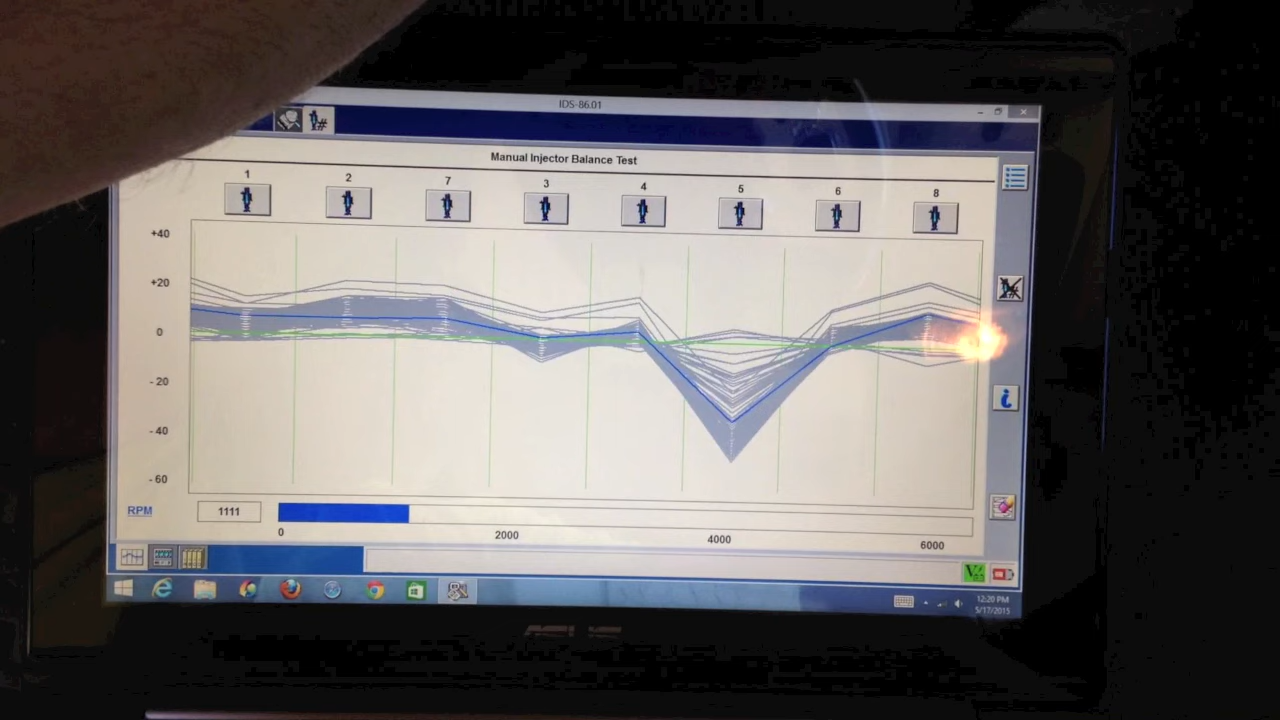 IDS-86.01
Manual Injector Balance Test
1 2 7 3 4 5 6 8
+40
+20
0
- 20
- 40
- 60
RPM 1111
0 2000 4000 6000
12:20 PM
5/17/2015